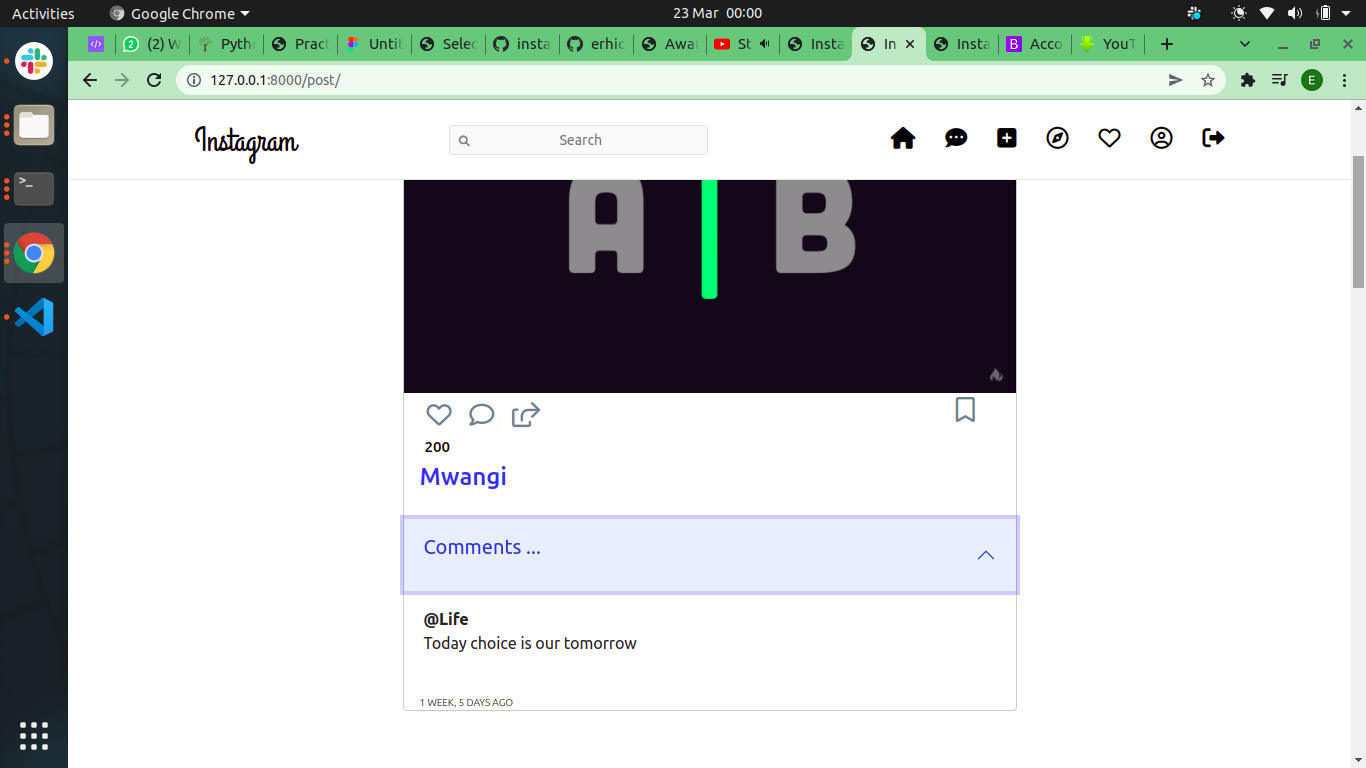 Activities
Google Chrome
23 Mar 00:00
(2) W
Pyth
Pract
Untit
Selec
insta
erhic
Awar
St
Insta
In
Insta
B
Acco
YouT
127.0.0.1:8000/post/
E
Instagram
Search
A B
200
Mwangi
Comments ...
@Life
Today choice is our tomorrow
1 WEEK, 5 DAYS AGO